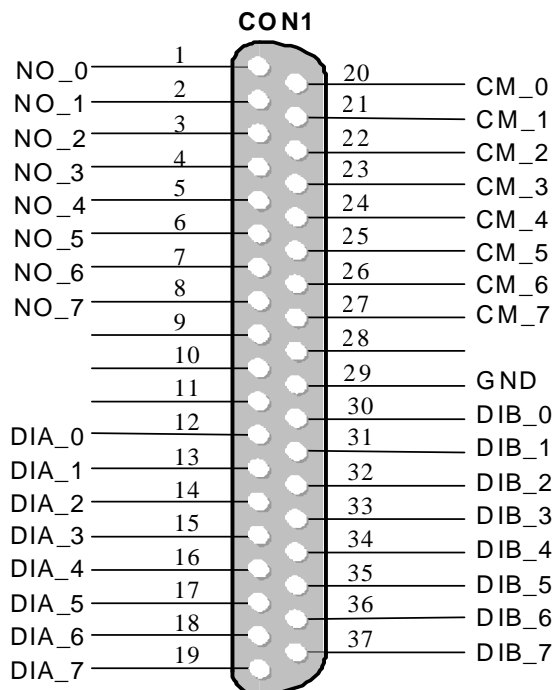 CON1
NO_0 1
NO_1 2
NO_2 3
NO_3 4
NO_4 5
NO_5 6
NO_6 7
NO_7 8
9
10
11
DIA_0 12
DIA_1 13
DIA_2 14
DIA_3 15
DIA_4 16
DIA_5 17
DIA_6 18
DIA_7 19
20 CM_0
21 CM_1
22 CM_2
23 CM_3
24 CM_4
25 CM_5
26 CM_6
27 CM_7
28
29 GND
30 DIB_0
31 DIB_1
32 DIB_2
33 DIB_3
34 DIB_4
35 DIB_5
36 DIB_6
37 DIB_7